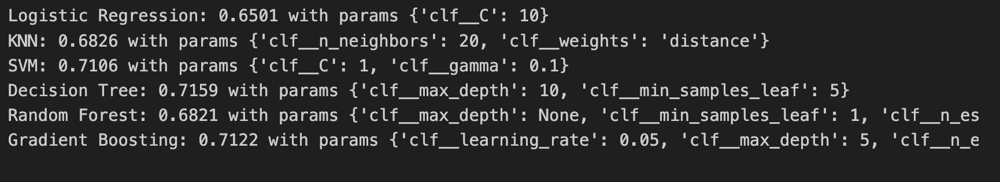 Logistic Regression: 0.6501 with params {'clf__C': 10}
KNN: 0.6826 with params {'clf__n_neighbors': 20, 'clf__weights': 'distance'}
SVM: 0.7106 with params {'clf__C': 1, 'clf__gamma': 0.1}
Decision Tree: 0.7159 with params {'clf__max_depth': 10, 'clf__min_samples_leaf': 5}
Random Forest: 0.6821 with params {'clf__max_depth': None, 'clf__min_samples_leaf': 1, 'clf__n_es
Gradient Boosting: 0.7122 with params {'clf__learning_rate': 0.05, 'clf__max_depth': 5, 'clf__n_e